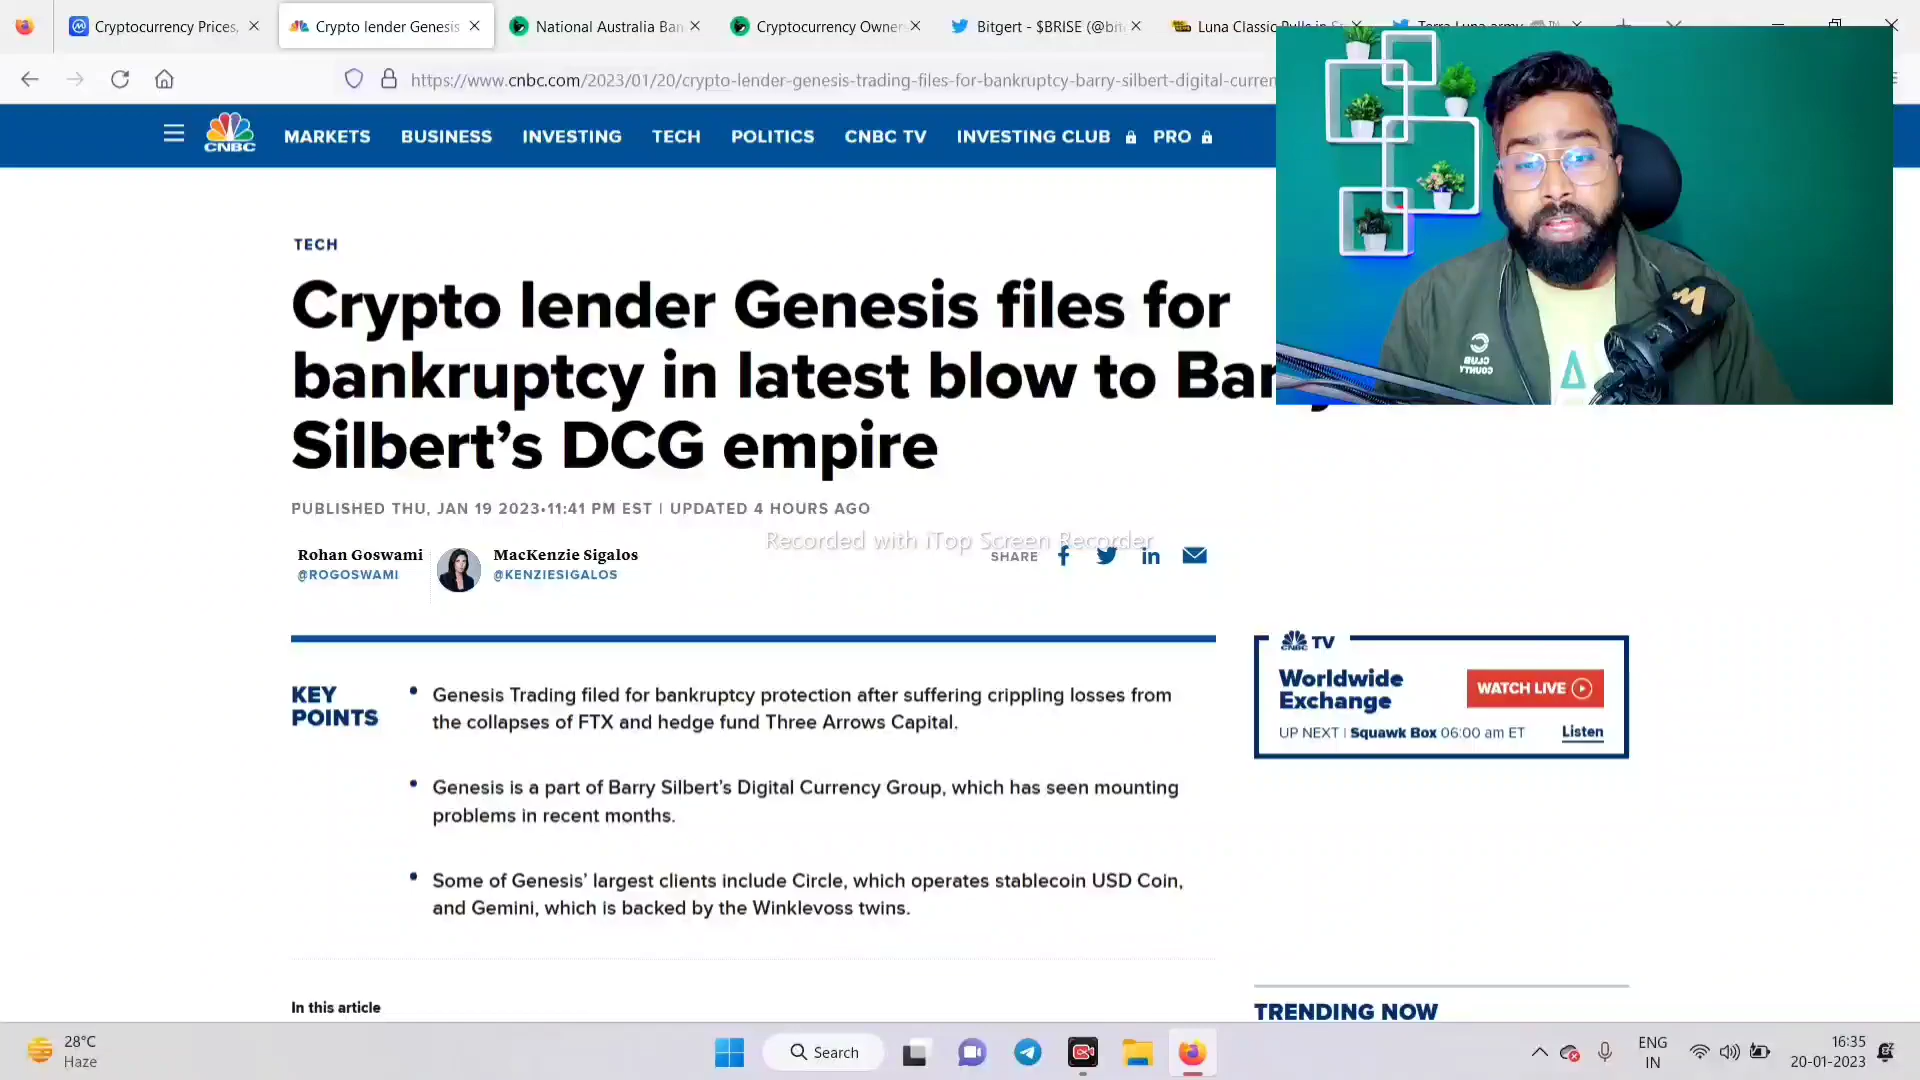 Cryptocurrency Prices,
Crypto lender Genesis
National Australia Ban
Cryptocurrency Owner
Bitgert - $BRISE (@bit
https://www.cnbc.com/2023/01/20/crypto-lender-genesis-trading-files-for-bankruptcy-barry-silbert-digital-curren
CNBC
MARKETS BUSINESS INVESTING TECH POLITICS CNBC TV INVESTING CLUB PRO
TECH
Crypto lender Genesis files for
bankruptcy in latest blow to
Silbert’s DCG empire
PUBLISHED THU, JAN 19 2023•11:41 PM EST | UPDATED 4 HOURS AGO
Recorded with iTop Screen Recorder
Rohan Goswami
@ROGOSWAMI
MacKenzie Sigalos
@KENZIESIGALOS
SHARE
KEY
POINTS
Genesis Trading filed for bankruptcy protection after suffering crippling losses from
the collapses of FTX and hedge fund Three Arrows Capital.
Genesis is a part of Barry Silbert’s Digital Currency Group, which has seen mounting
problems in recent months.
Some of Genesis’ largest clients include Circle, which operates stablecoin USD Coin,
and Gemini, which is backed by the Winklevoss twins.
In this article
CNBC TV
Worldwide
Exchange
WATCH LIVE
UP NEXT | Squawk Box 06:00 am ET
Listen
TRENDING NOW
28°C
Haze
Search
ENG
IN
16:35
20-01-2023